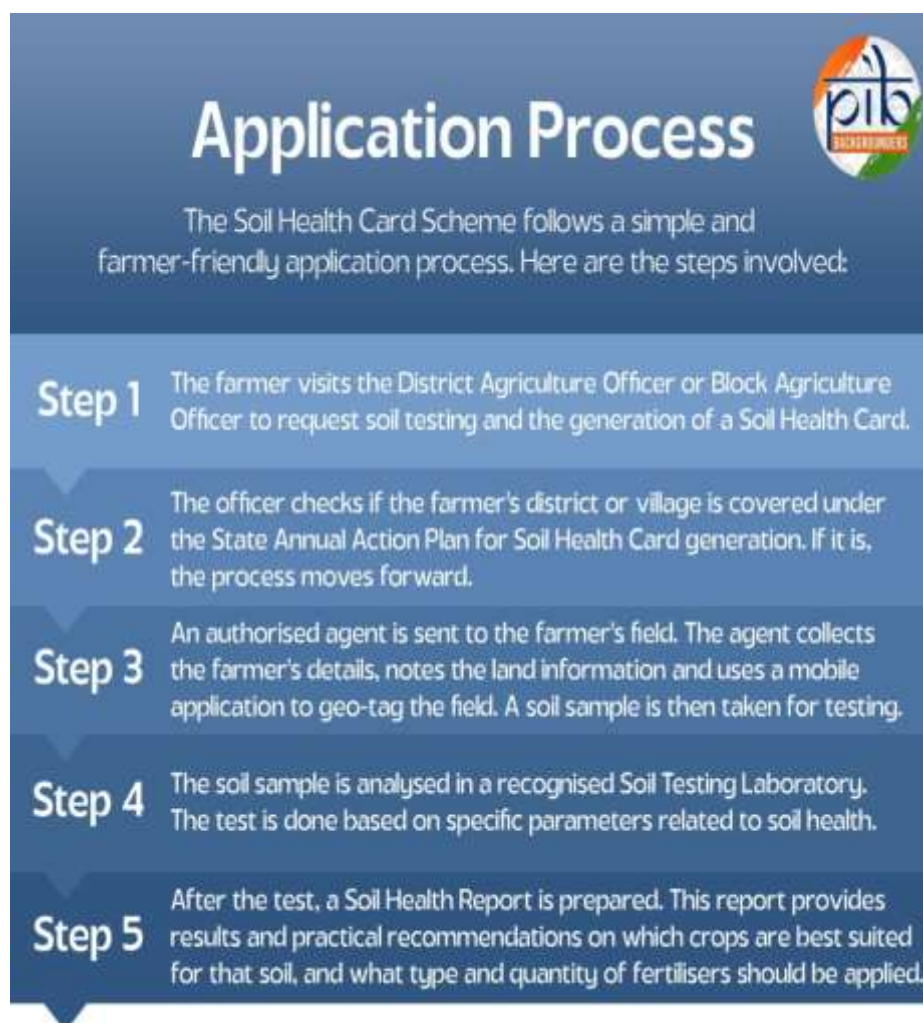 Application Process
pib
BACKGROUNDERS
The Soil Health Card Scheme follows a simple and
farmer-friendly application process. Here are the steps involved:
Step 1
The farmer visits the District Agriculture Officer or Block Agriculture
Officer to request soil testing and the generation of a Soil Health Card.
Step 2
The officer checks if the farmer's district or village is covered under
the State Annual Action Plan for Soil Health Card generation. If it is,
the process moves forward.
Step 3
An authorised agent is sent to the farmer's field. The agent collects
the farmer's details, notes the land information and uses a mobile
application to geo-tag the field. A soil sample is then taken for testing.
Step 4
The soil sample is analysed in a recognised Soil Testing Laboratory.
The test is done based on specific parameters related to soil health.
Step 5
After the test, a Soil Health Report is prepared. This report provides
results and practical recommendations on which crops are best suited
for that soil, and what type and quantity of fertilisers should be applied.